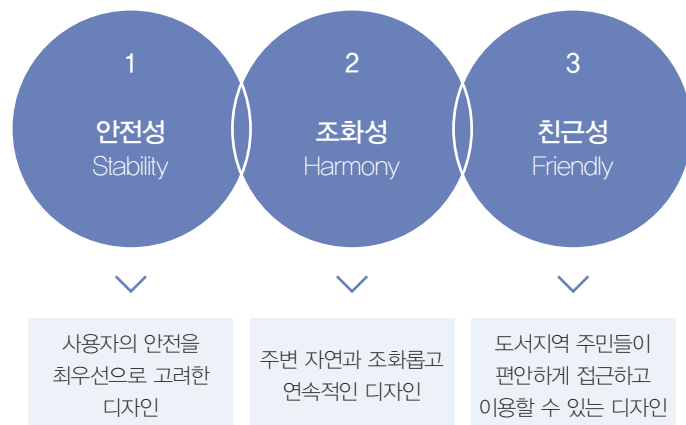 1
안전성
Stability
2
조화성
Harmony
3
친근성
Friendly
사용자의 안전을
최우선으로 고려한
디자인
주변 자연과 조화롭고
연속적인 디자인
도서지역 주민들이
편안하게 접근하고
이용할 수 있는 디자인